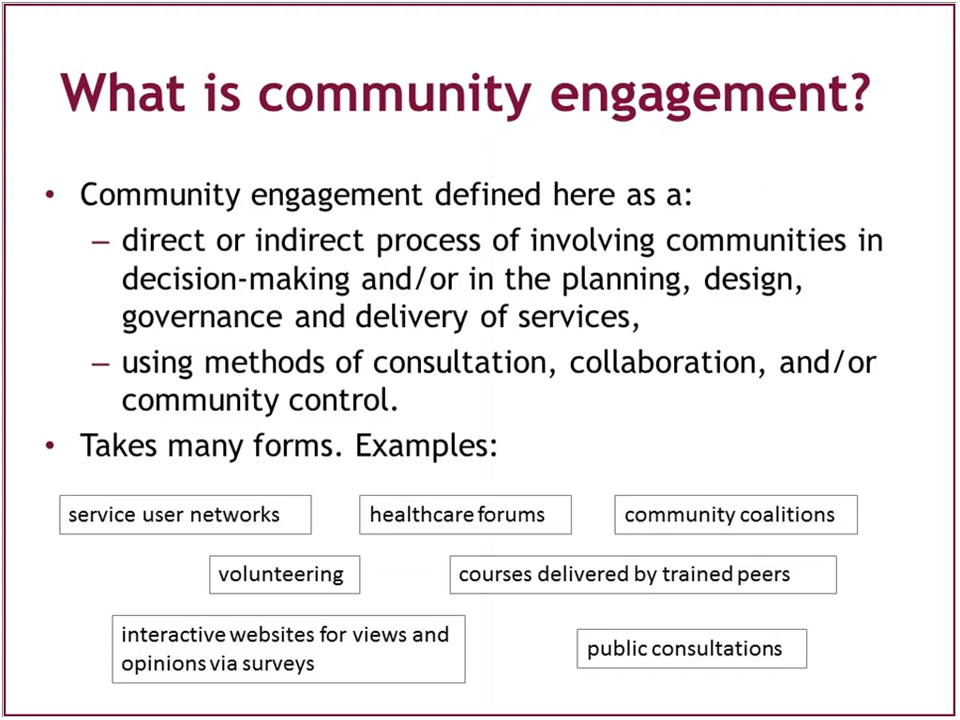 What is community engagement?
• Community engagement defined here as a:
– direct or indirect process of involving communities in
decision-making and/or in the planning, design,
governance and delivery of services,
– using methods of consultation, collaboration, and/or
community control.
• Takes many forms. Examples:
service user networks
healthcare forums
community coalitions
volunteering
courses delivered by trained peers
interactive websites for views and
opinions via surveys
public consultations